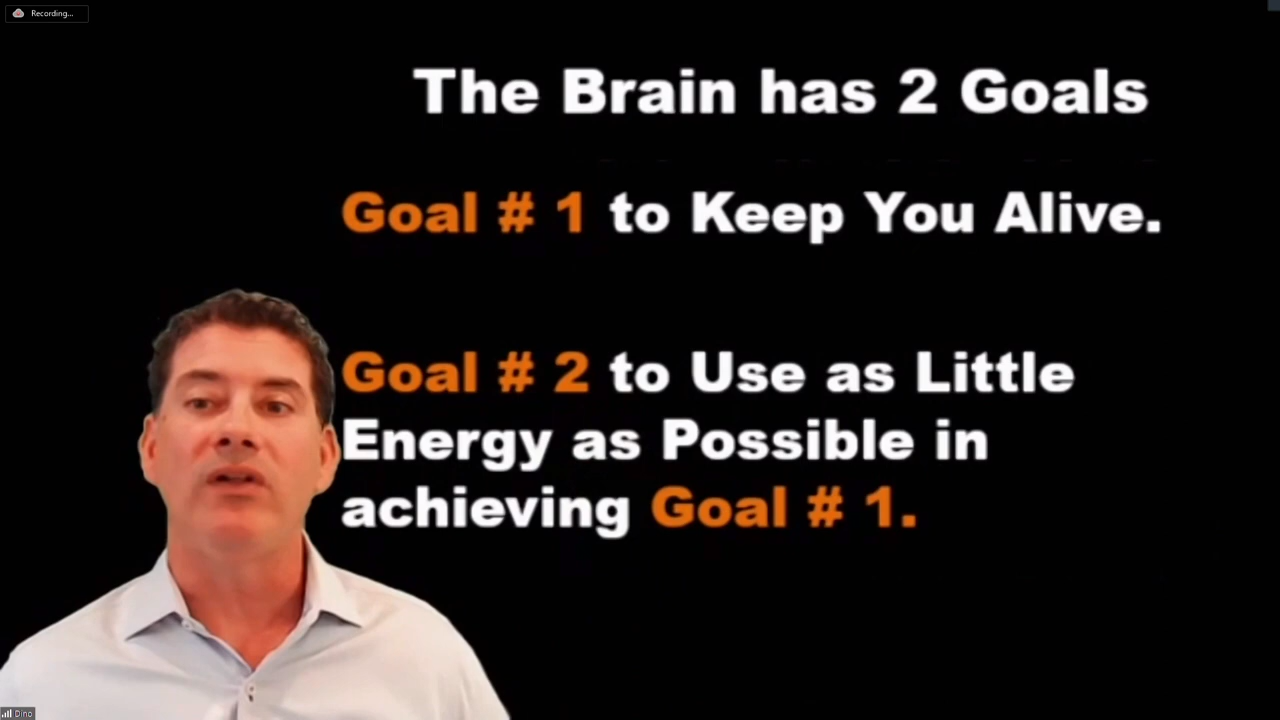 Recording...
The Brain has 2 Goals
Goal # 1 to Keep You Alive.
Goal # 2 to Use as Little
Energy as Possible in
achieving Goal # 1.
Dino